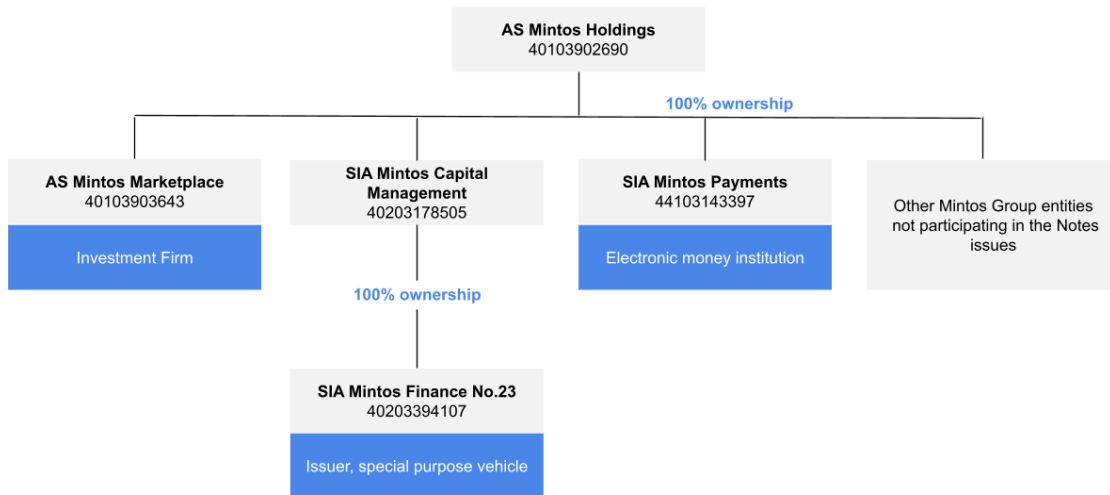 AS Mintos Holdings
40103902690
100% ownership
AS Mintos Marketplace
40103903643
Investment Firm
SIA Mintos Capital
Management
40203178505
SIA Mintos Payments
44103143397
Electronic money institution
Other Mintos Group entities
not participating in the Notes
issues
100% ownership
SIA Mintos Finance No.23
40203394107
Issuer, special purpose vehicle